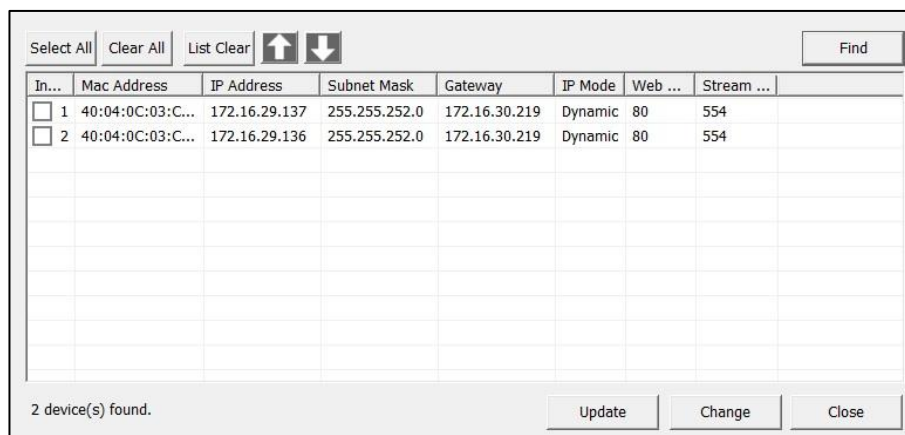 Select All Clear All List Clear Find
In... Mac Address IP Address Subnet Mask Gateway IP Mode Web ... Stream ...
1 40:04:0C:03:C... 172.16.29.137 255.255.252.0 172.16.30.219 Dynamic 80 554
2 40:04:0C:03:C... 172.16.29.136 255.255.252.0 172.16.30.219 Dynamic 80 554
2 device(s) found. Update Change Close